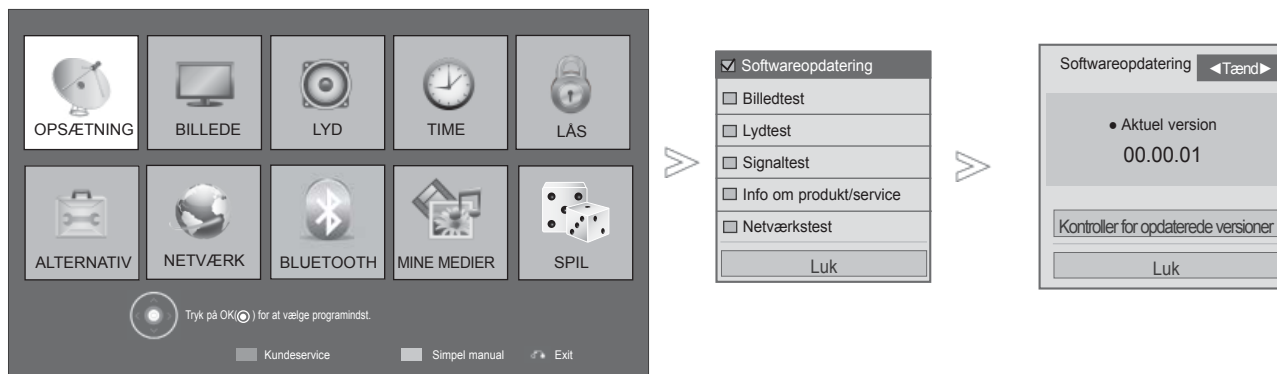 OPSÆTNING
BILLEDE
LYD
TIME
LÅS
ALTERNATIV
NETVÆRK
BLUETOOTH
MINE MEDIER
SPIL
Tryk på OK( ) for at vælge programindst.
Kundeservice
Simpel manual
Exit
Softwareopdatering
Billedtest
Lydtest
Signaltest
Info om produkt/service
Netværkstest
Luk
Softwareopdatering ◄Tænd►
• Aktuel version
00.00.01
Kontroller for opdaterede versioner
Luk